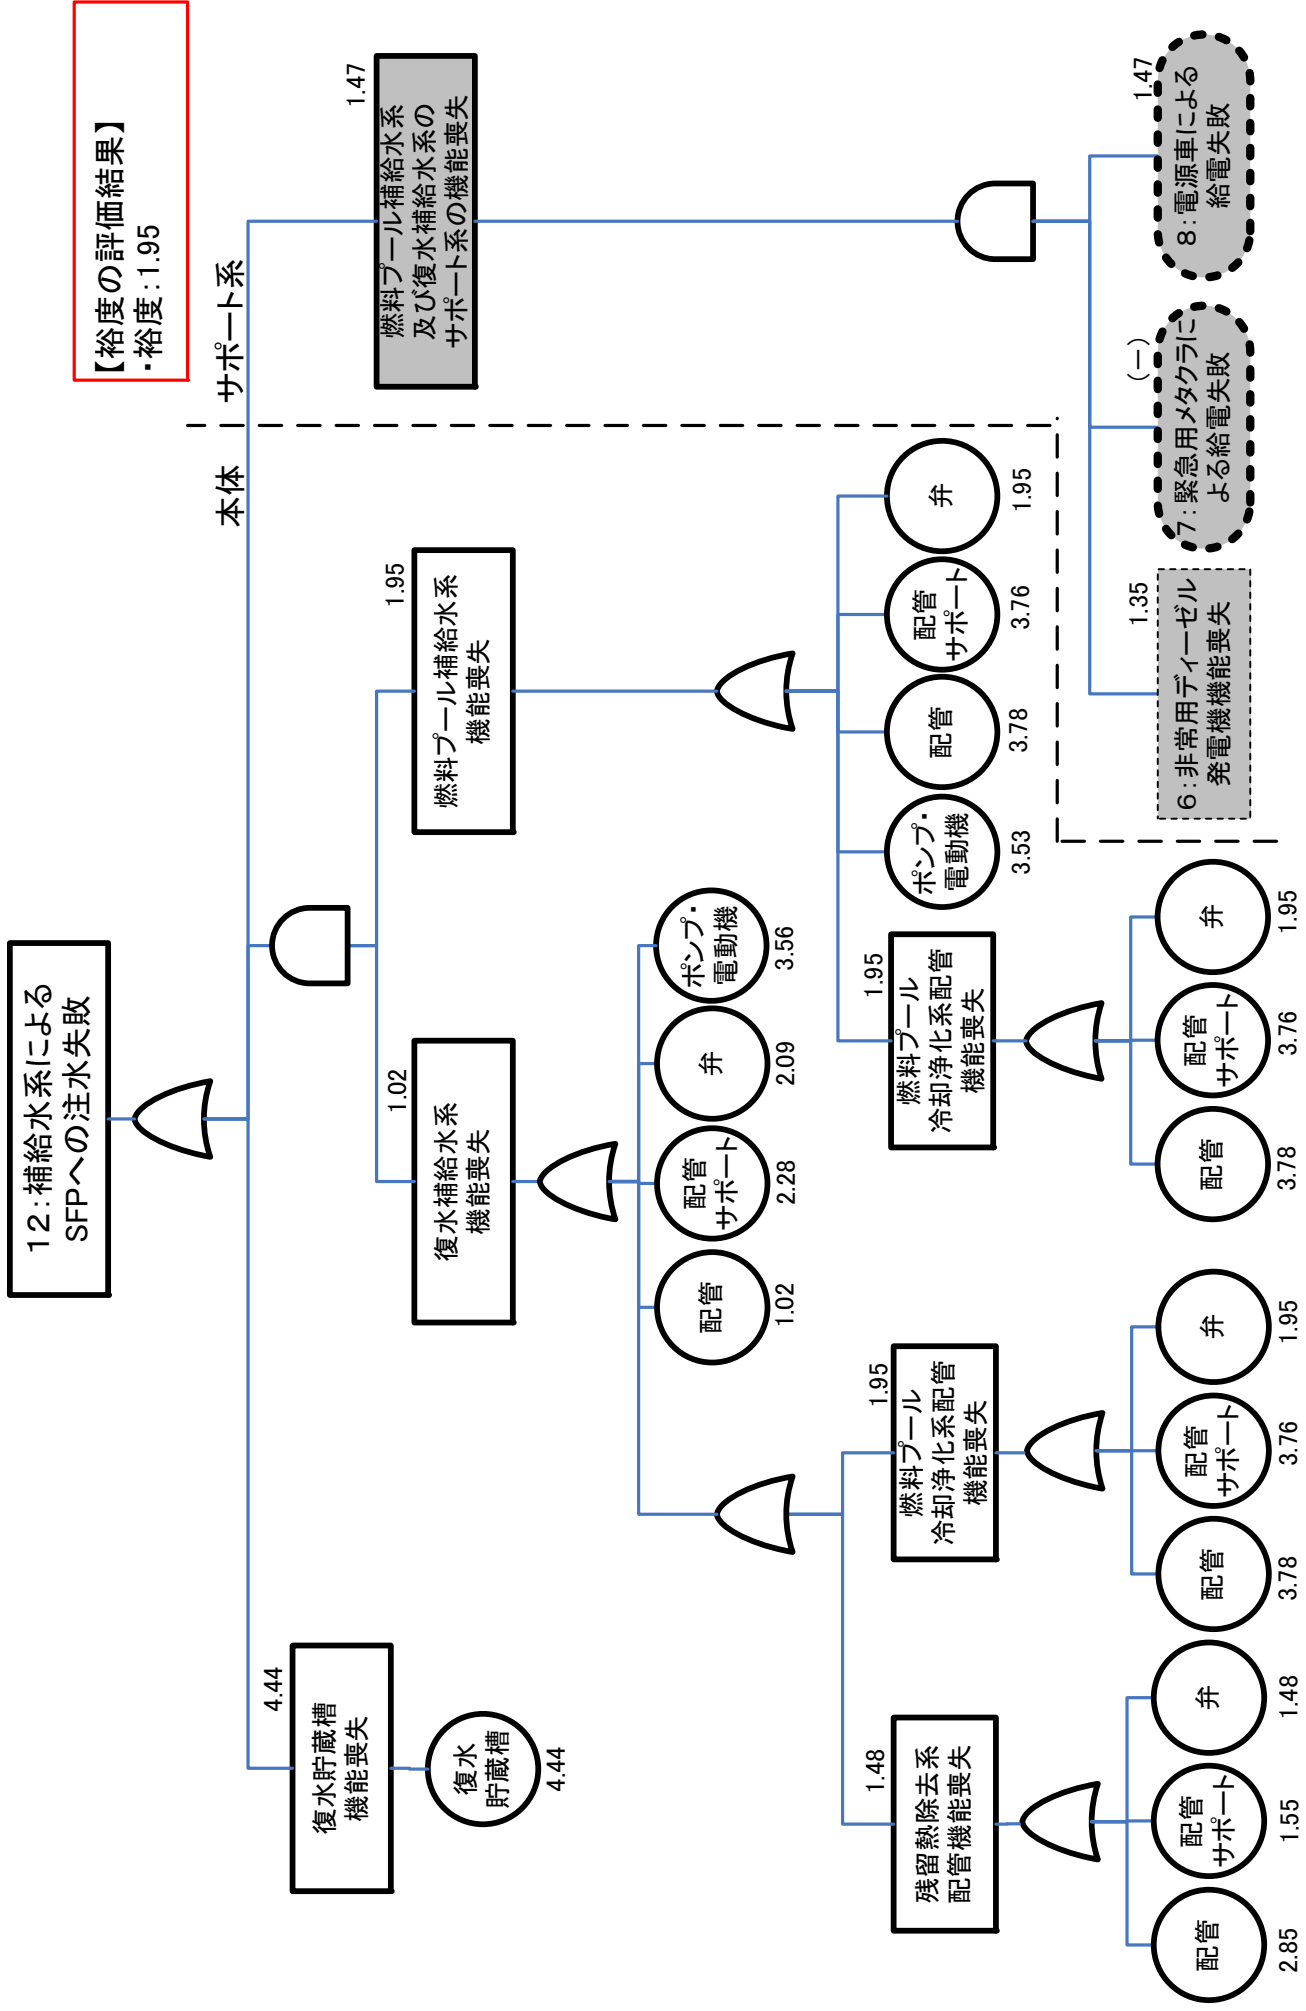 12:補給水系による
SFPへの注水失敗
【裕度の評価結果】
・裕度:1.95
本体
サポート系
4.44
復水貯蔵槽
機能喪失
復水
貯蔵槽
4.44
1.02
復水補給水系
機能喪失
1.95
燃料プール補給水系
機能喪失
1.47
燃料プール補給水系
及び復水補給水系の
サポート系の機能喪失
配管
1.02
配管
サポート
2.28
弁
2.09
ポンプ・
電動機
3.56
1.48
残留熱除去系
配管機能喪失
1.95
燃料プール
冷却浄化系配管
機能喪失
1.95
燃料プール
冷却浄化系配管
機能喪失
ポンプ・
電動機
3.53
配管
3.78
配管
サポート
3.76
弁
1.95
配管
2.85
配管
サポート
1.55
弁
1.48
配管
3.78
配管
サポート
3.76
弁
1.95
配管
3.78
配管
サポート
3.76
弁
1.95
1.35
6:非常用ディーゼル
発電機機能喪失
(－)
7:緊急用メタクラに
よる給電失敗
1.47
8:電源車による
給電失敗